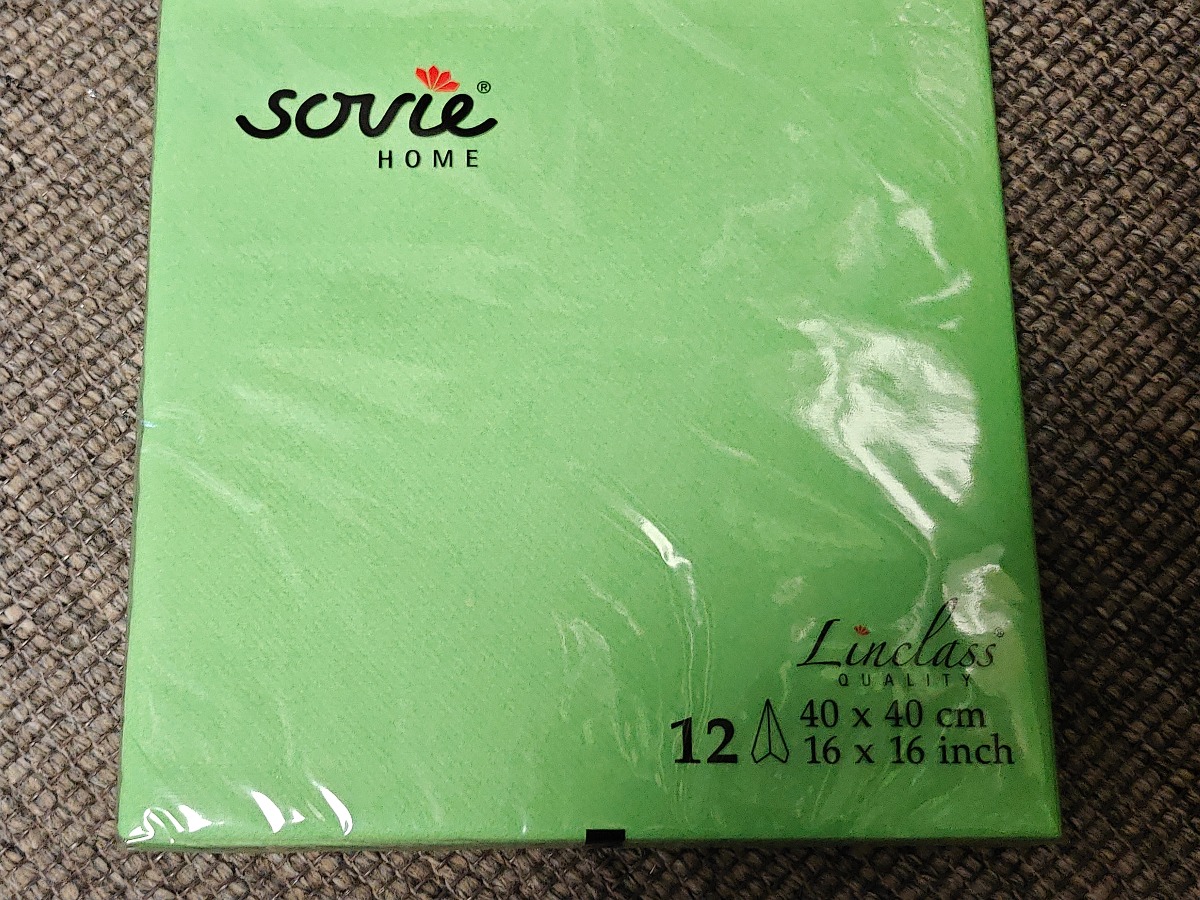 sovie®
HOME
Linclass®
QUALITY
12 40 x 40 cm
16 x 16 inch